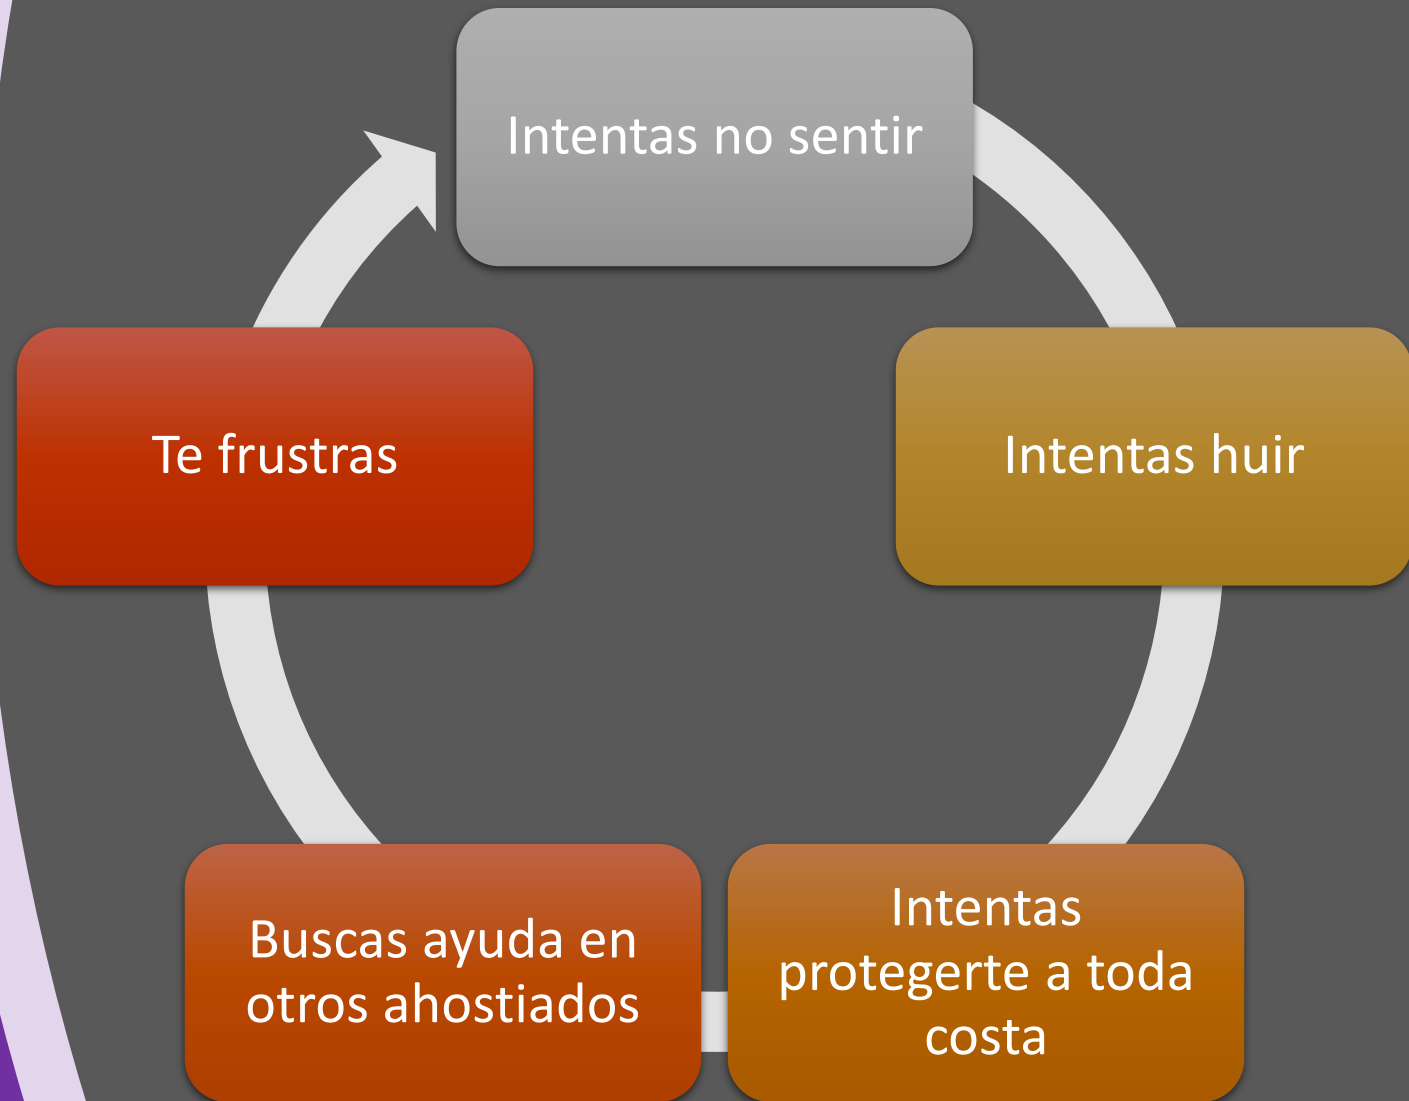 Intentas no sentir
Intentas huir
Intentas
protegerte a toda
costa
Buscas ayuda en
otros ahostiados
Te frustras